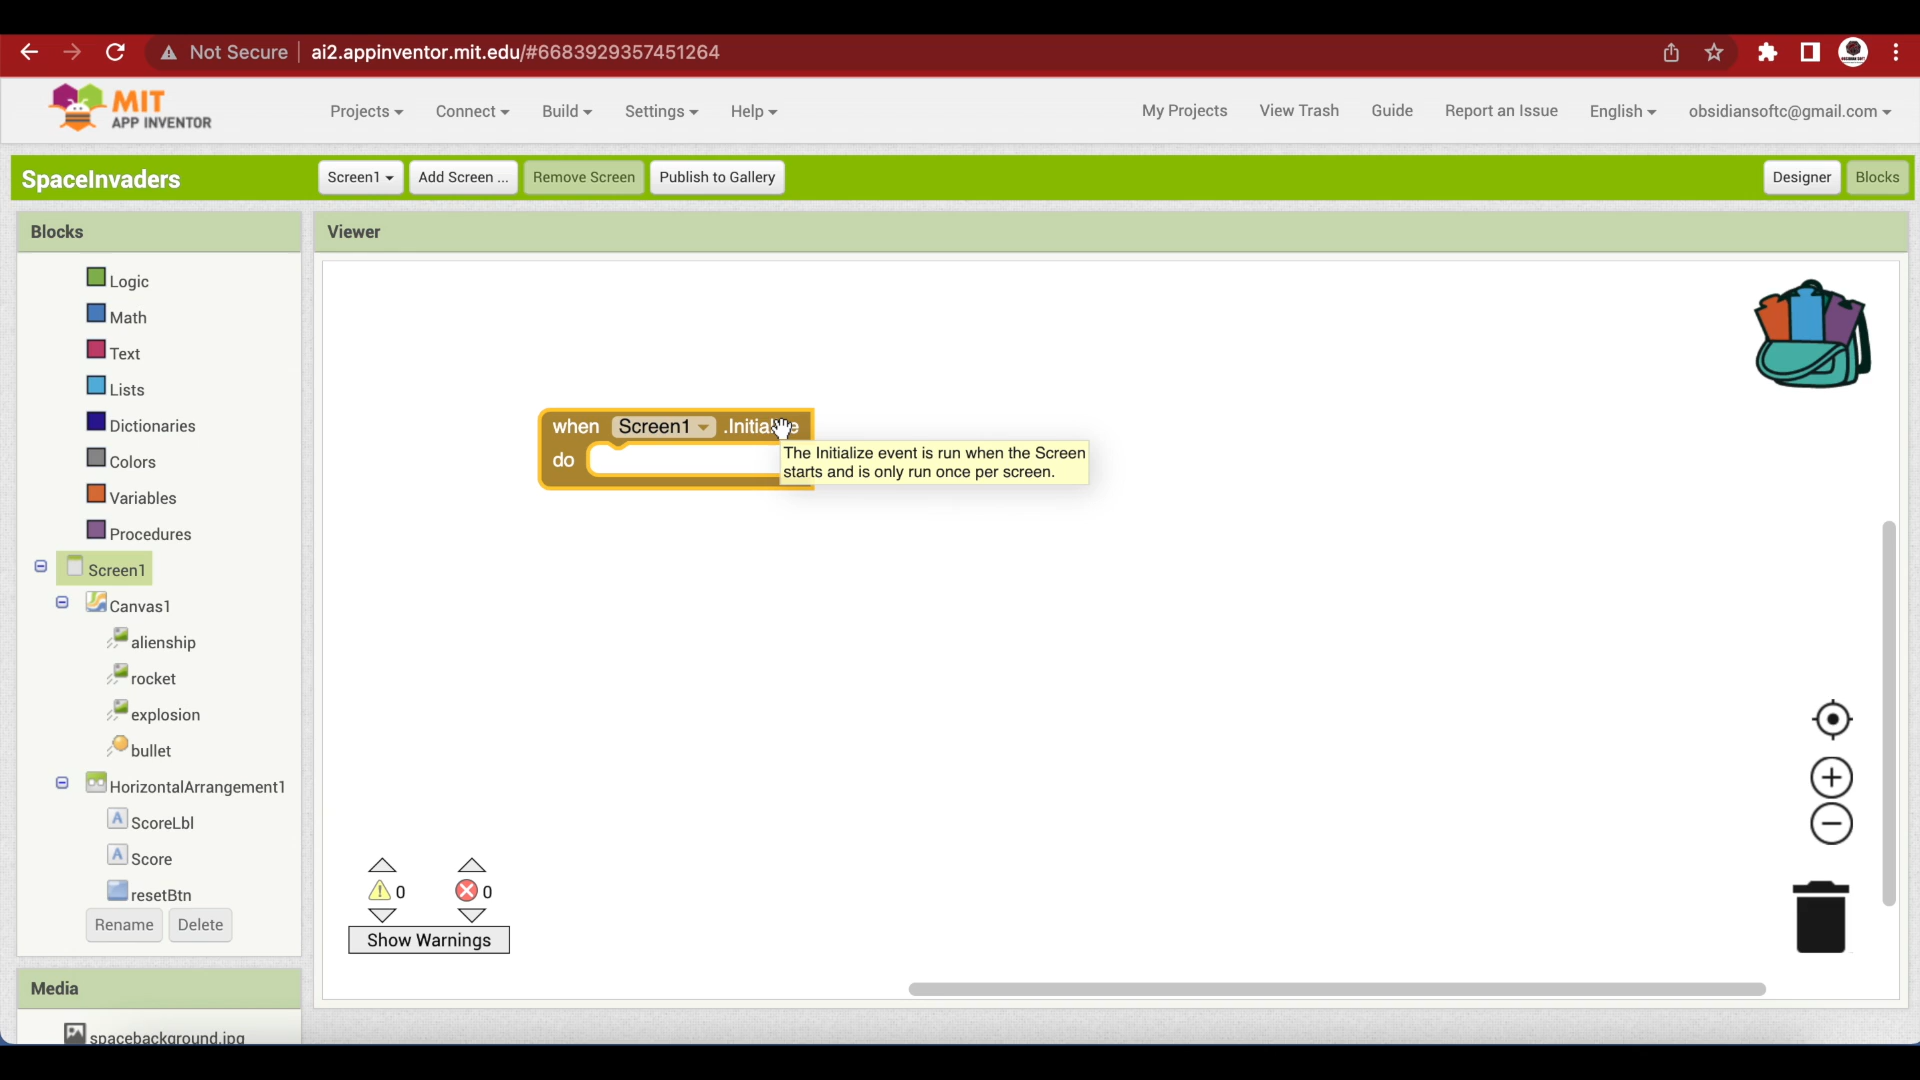 Not Secure | ai2.appinventor.mit.edu/#6683929357451264
MIT
APP INVENTOR
Projects Connect Build Settings Help My Projects View Trash Guide Report an Issue English obsidiansoftc@gmail.com
SpaceInvaders Screen1 Add Screen ... Remove Screen Publish to Gallery Designer Blocks
Blocks
Viewer
Logic
Math
Text
Lists
Dictionaries
Colors
Variables
Procedures
Screen1
Canvas1
alienship
rocket
explosion
bullet
HorizontalArrangement1
ScoreLbl
Score
resetBtn
Rename Delete
Media
spacebackground.jpg
when Screen1 .Initialize
do
The Initialize event is run when the Screen
starts and is only run once per screen.
0 0
Show Warnings